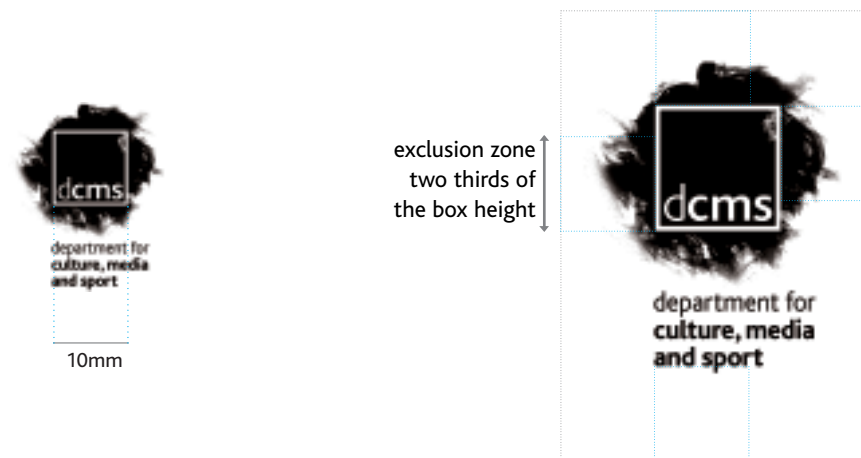 dcms
department for
culture, media
and sport
10mm
exclusion zone
two thirds of
the box height
dcms
department for
culture, media
and sport